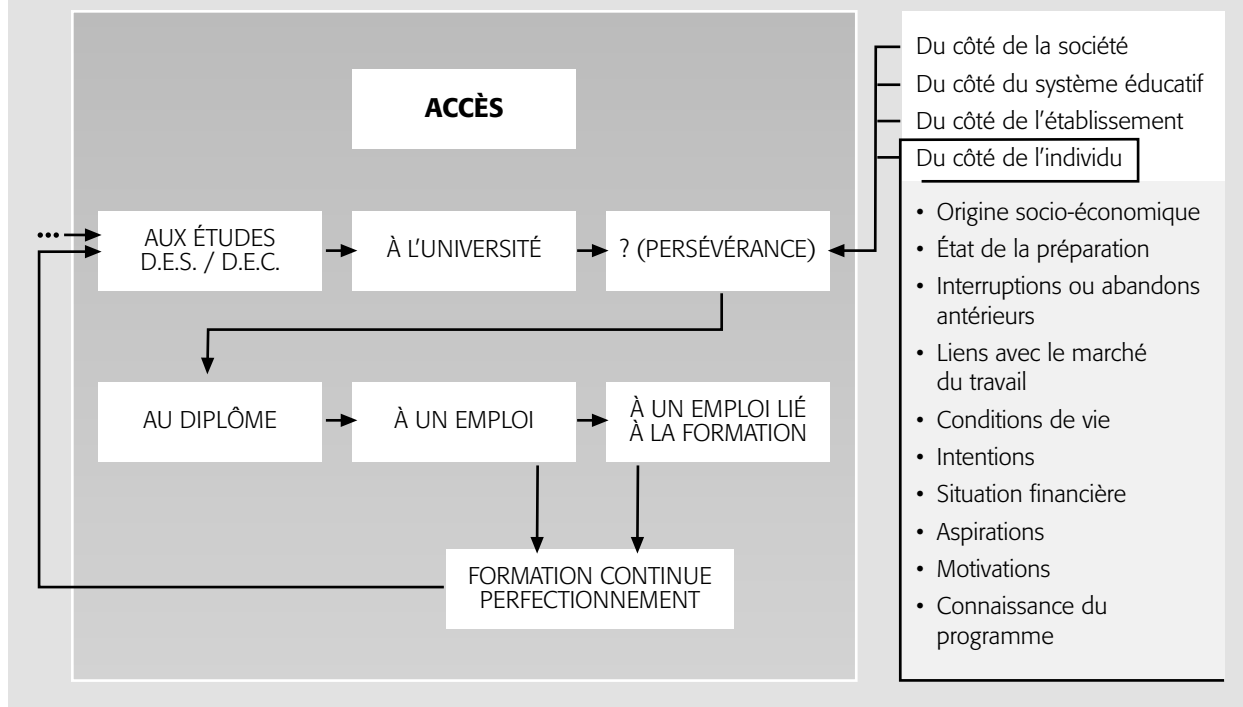 ACCÈS
AUX ÉTUDES
D.E.S. / D.E.C.
À L'UNIVERSITÉ
? (PERSÉVÉRANCE)
AU DIPLÔME
À UN EMPLOI
À UN EMPLOI LIÉ
À LA FORMATION
FORMATION CONTINUE
PERFECTIONNEMENT
Du côté de la société
Du côté du système éducatif
Du côté de l'établissement
Du côté de l'individu
• Origine socio-économique
• État de la préparation
• Interruptions ou abandons
antérieurs
• Liens avec le marché
du travail
• Conditions de vie
• Intentions
• Situation financière
• Aspirations
• Motivations
• Connaissance du
programme